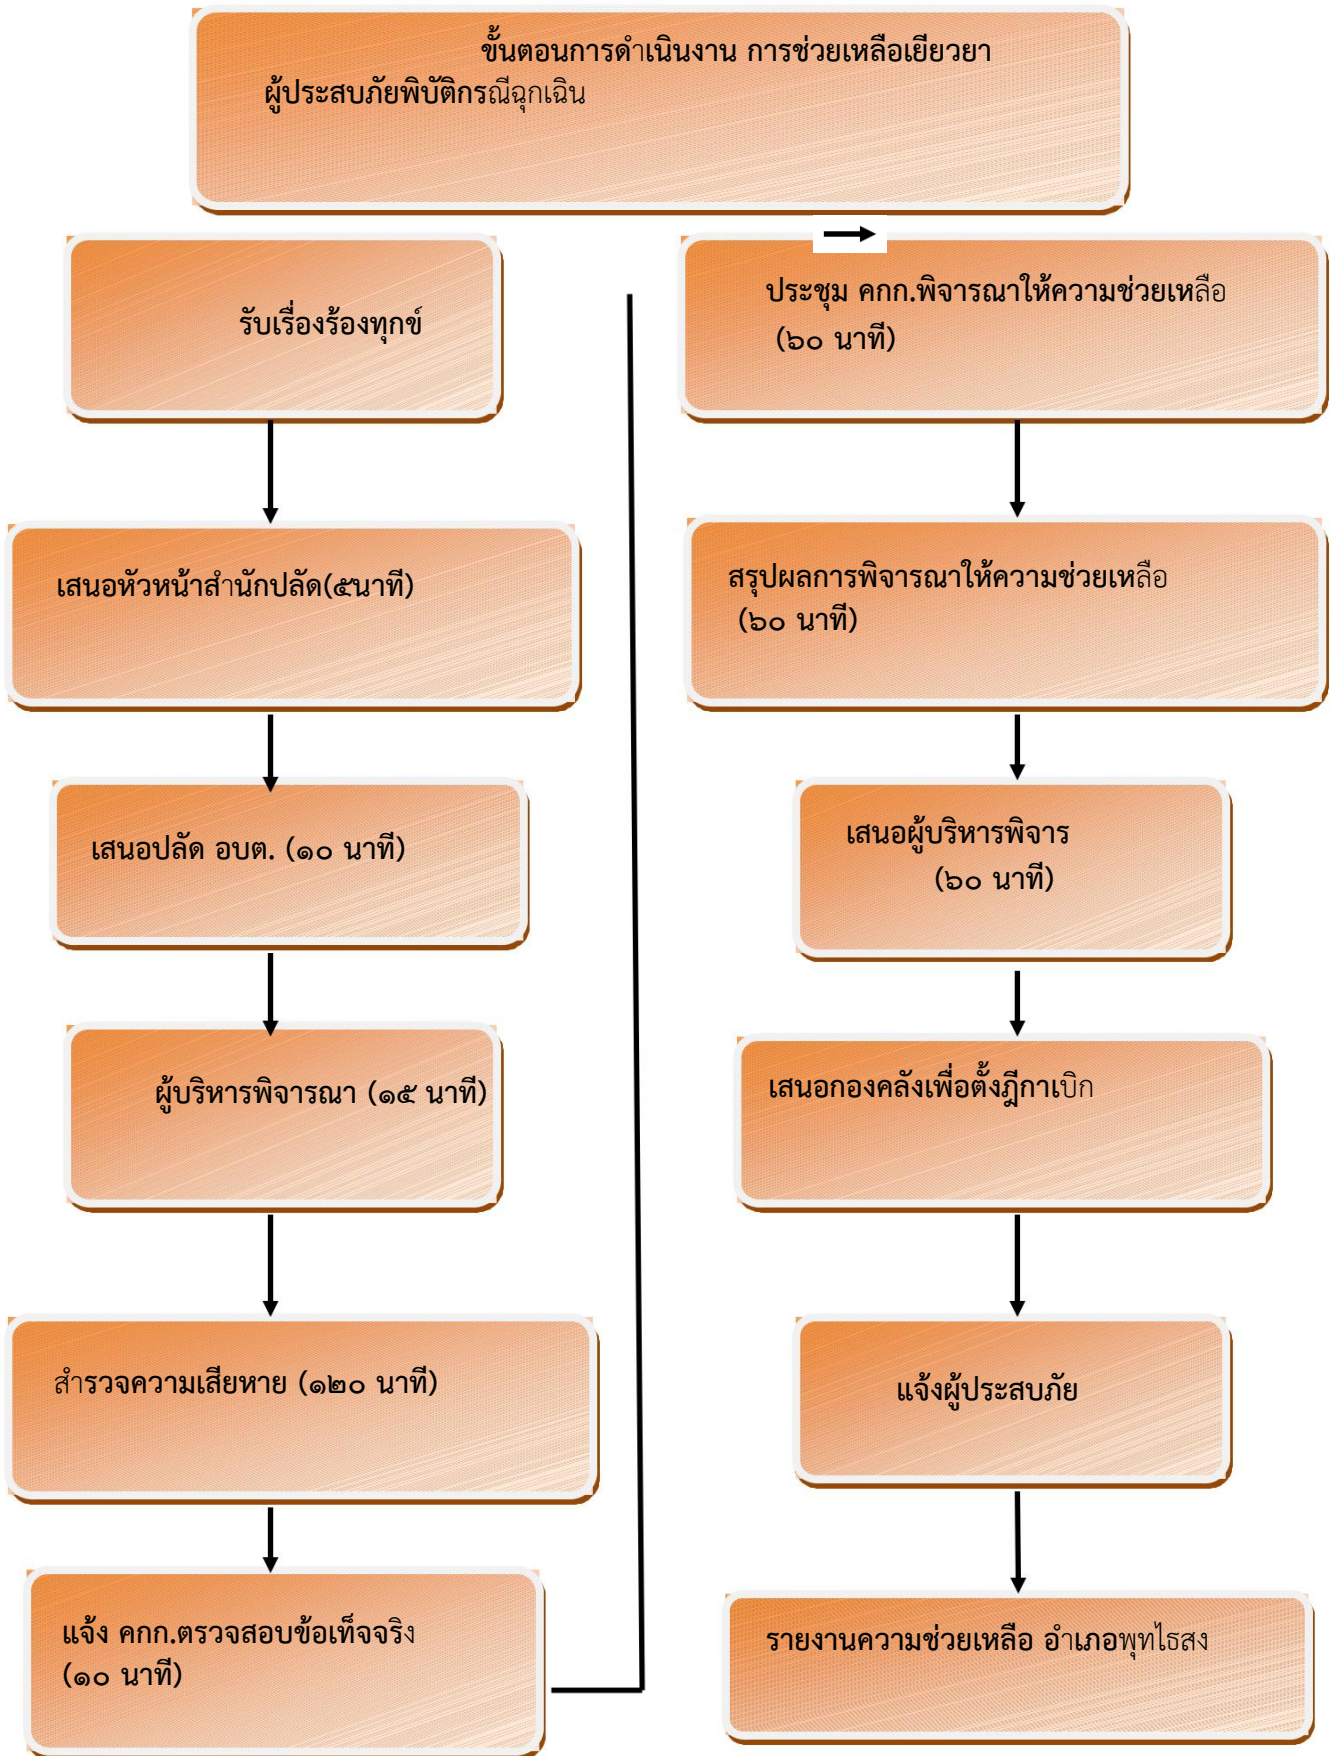 ขั้นตอนการดำเนินงาน การช่วยเหลือเยียวยา
ผู้ประสบภัยพิบัติกรณีฉุกเฉิน
รับเรื่องร้องทุกข์
เสนอหัวหน้าสำนักปลัด(๕นาที)
เสนอปลัด อบต. (๑๐ นาที)
ผู้บริหารพิจารณา (๑๕ นาที)
สำรวจความเสียหาย (๑๒๐ นาที)
แจ้ง คกก.ตรวจสอบข้อเท็จจริง
(๑๐ นาที)
ประชุม คกก.พิจารณาให้ความช่วยเหลือ
(๖๐ นาที)
สรุปผลการพิจารณาให้ความช่วยเหลือ
(๖๐ นาที)
เสนอผู้บริหารพิจาร
(๖๐ นาที)
เสนอกองคลังเพื่อตั้งฎีกาเบิก
แจ้งผู้ประสบภัย
รายงานความช่วยเหลือ อำเภอพุทไธสง